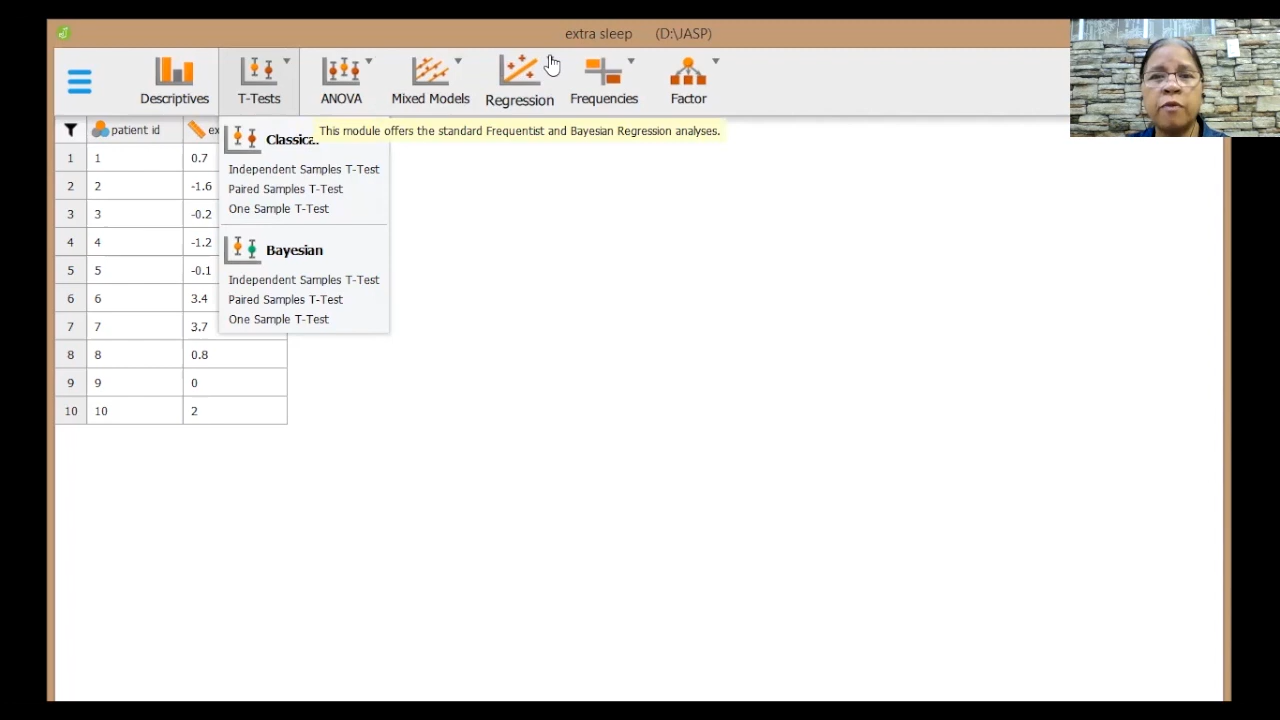 extra sleep (D:\JASP)
Descriptives T-Tests ANOVA Mixed Models Regression Frequencies Factor
This module offers the standard Frequentist and Bayesian Regression analyses.
patient id
Independent Samples T-Test
Paired Samples T-Test
One Sample T-Test
Bayesian
Independent Samples T-Test
Paired Samples T-Test
One Sample T-Test
1 1 0.7
2 2 -1.6
3 3 -0.2
4 4 -1.2
5 5 -0.1
6 6 3.4
7 7 3.7
8 8 0.8
9 9 0
10 10 2